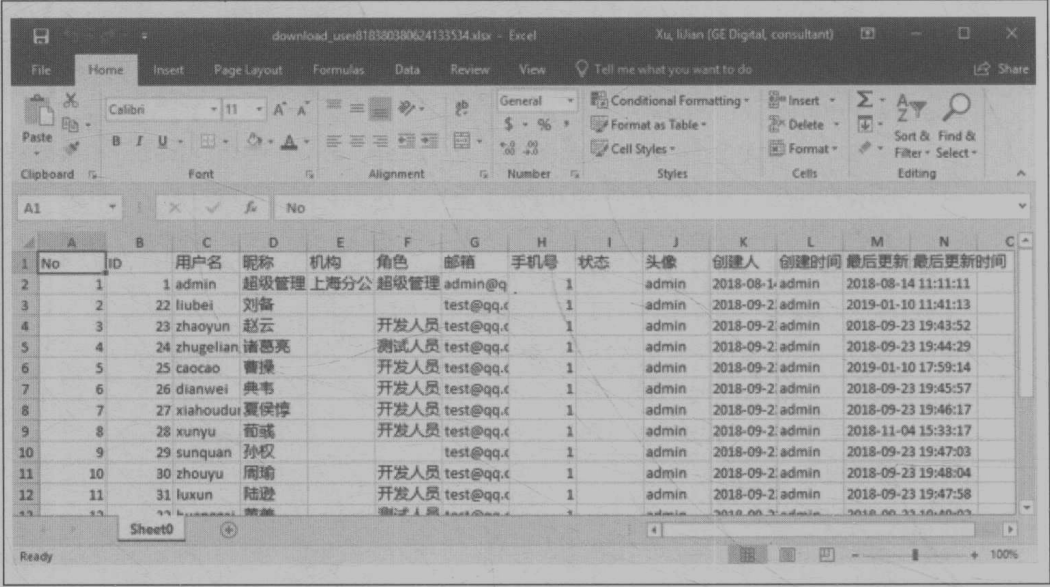 download_user818380380624133534.xlsx - Excel Xu, liJian (GE Digital, consultant)
File Home Insert Page Layout Formulas Data Review View Tell me what you want to do Share
Paste Calibri 11 A A General Conditional Formatting Insert
B I U A $ % , Format as Table Delete Sort & Find &
Cell Styles Format Filter Select
Clipboard Font Alignment Number Styles Cells Editing
A1 fx No
A B C D E F G H I J K L M N
1 No ID 用户名 昵称 机构 角色 邮箱 手机号 状态 头像 创建人 创建时间 最后更新 最后更新时间
2 1 1 admin 超级管理 上海分公 超级管理 admin@q 1 admin 2018-08-14 admin 2018-08-14 11:11:11
3 2 22 liubei 刘备 test@qq.c 1 admin 2018-09-2 admin 2019-01-10 11:41:13
4 3 23 zhaoyun 赵云 开发人员 test@qq.c 1 admin 2018-09-2 admin 2018-09-23 19:43:52
5 4 24 zhugelian 诸葛亮 测试人员 test@qq.c 1 admin 2018-09-2 admin 2018-09-23 19:44:29
6 5 25 caocao 曹操 开发人员 test@qq.c 1 admin 2018-09-2 admin 2019-01-10 17:59:14
7 6 26 dianwei 典韦 开发人员 test@qq.c 1 admin 2018-09-2 admin 2018-09-23 19:45:57
8 7 27 xiahoudu 夏侯惇 开发人员 test@qq.c 1 admin 2018-09-2 admin 2018-09-23 19:46:17
9 8 28 xunyu 荀彧 开发人员 test@qq.c 1 admin 2018-09-2 admin 2018-11-04 15:33:17
10 9 29 sunquan 孙权 test@qq.c 1 admin 2018-09-2 admin 2018-09-23 19:47:03
11 10 30 zhouyu 周瑜 开发人员 test@qq.c 1 admin 2018-09-2 admin 2018-09-23 19:48:04
12 11 31 luxun 陆逊 开发人员 test@qq.c 1 admin 2018-09-2 admin 2018-09-23 19:47:58
Sheet0
Ready 100%